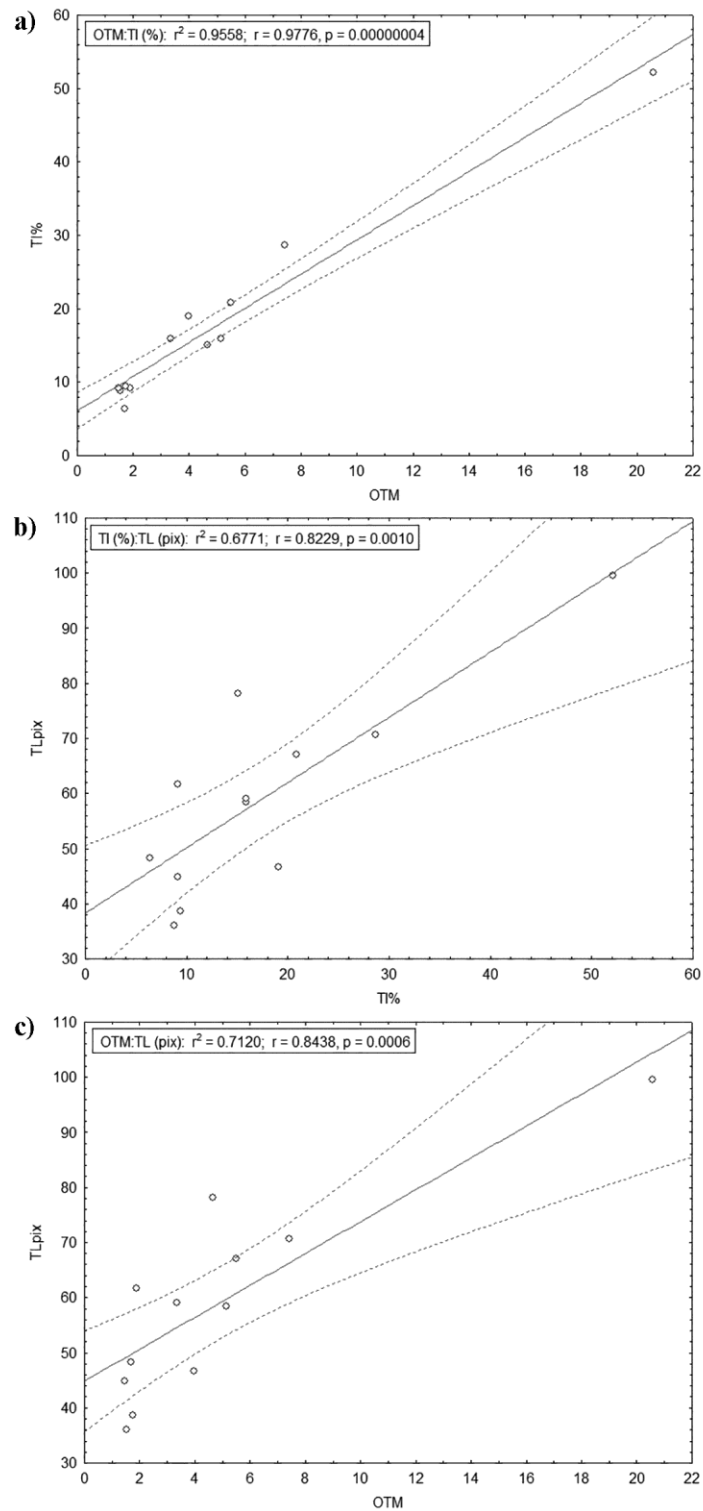 a)
OTM:TI (%): r² = 0.9558; r = 0.9776, p = 0.00000004
60
50
40
30
20
10
0
TI%
0 2 4 6 8 10 12 14 16 18 20 22
OTM
b)
TI (%):TL (pix): r² = 0.6771; r = 0.8229, p = 0.0010
110
100
90
80
70
60
50
40
30
TLpix
0 10 20 30 40 50 60
TI%
c)
OTM:TL (pix): r² = 0.7120; r = 0.8438, p = 0.0006
110
100
90
80
70
60
50
40
30
TLpix
0 2 4 6 8 10 12 14 16 18 20 22
OTM